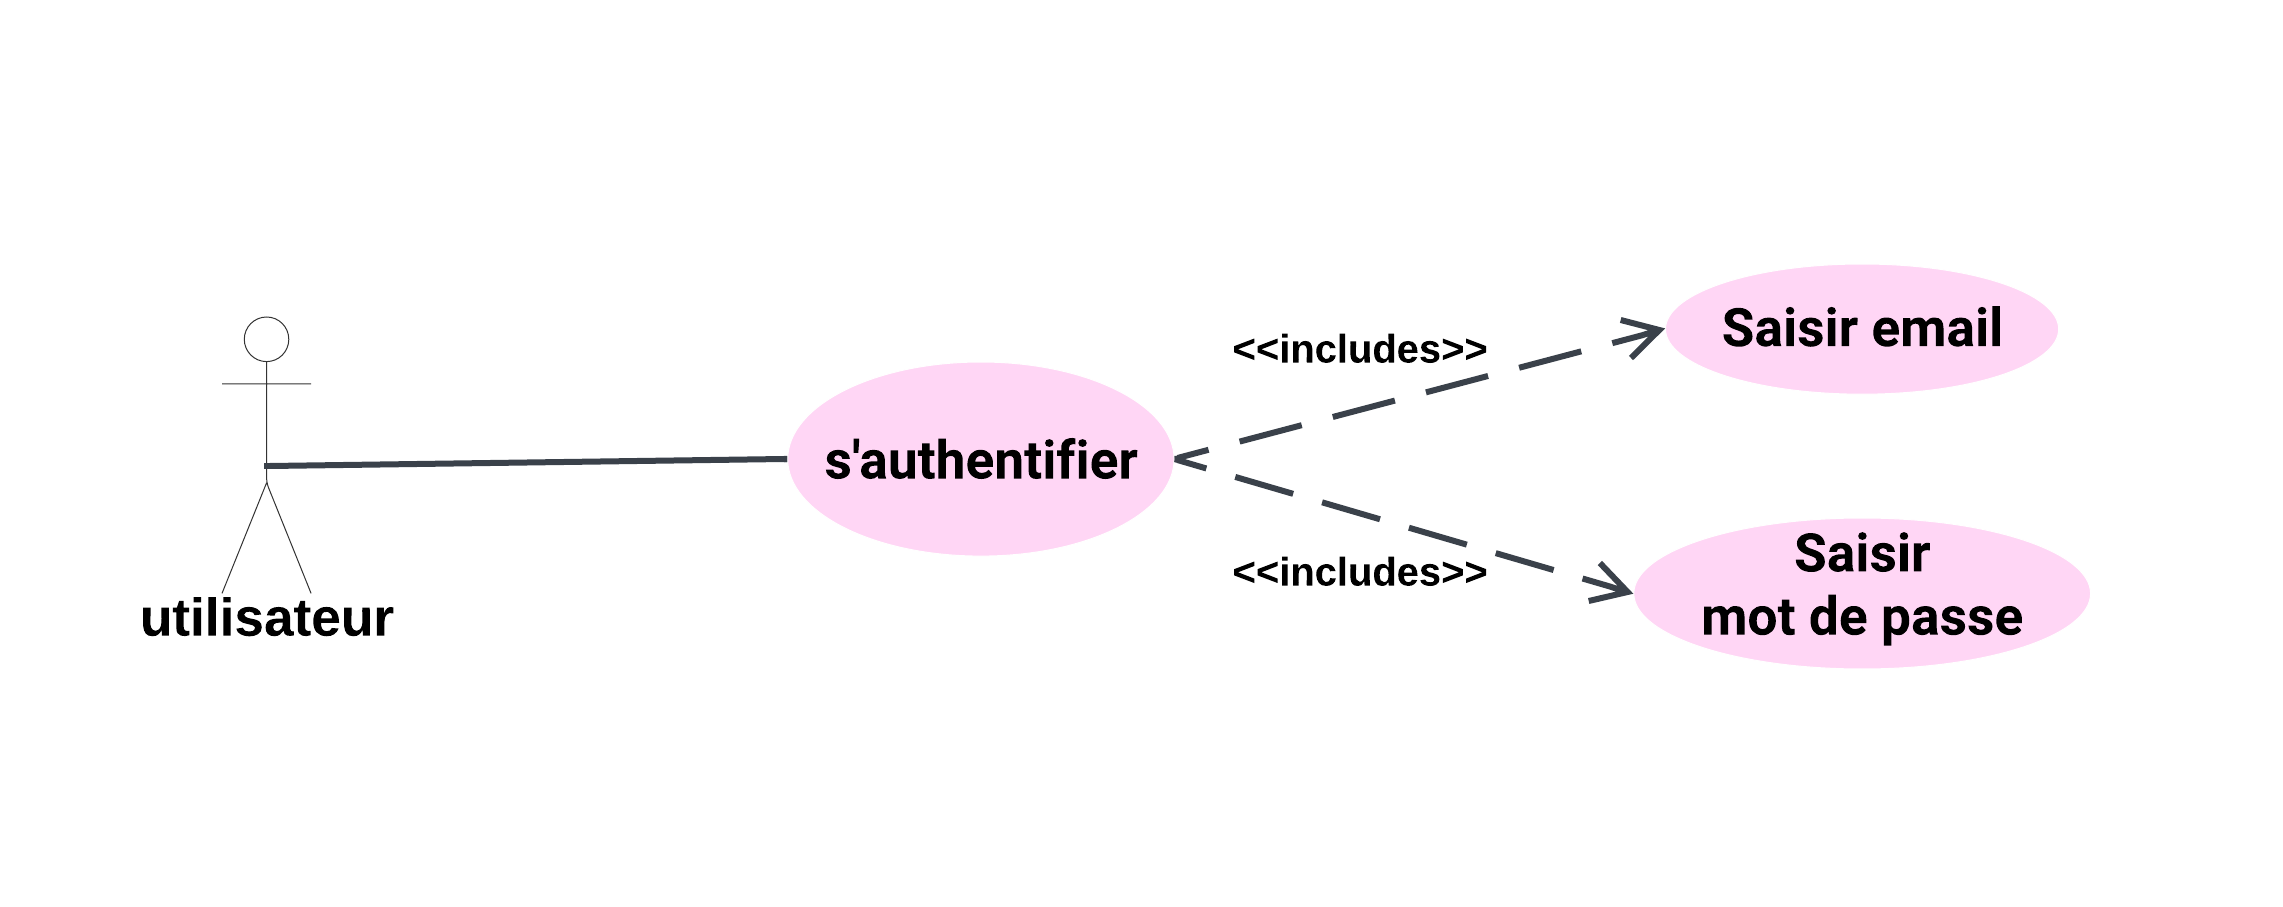 utilisateur
s'authentifier
<<includes>>
<<includes>>
Saisir email
Saisir
mot de passe